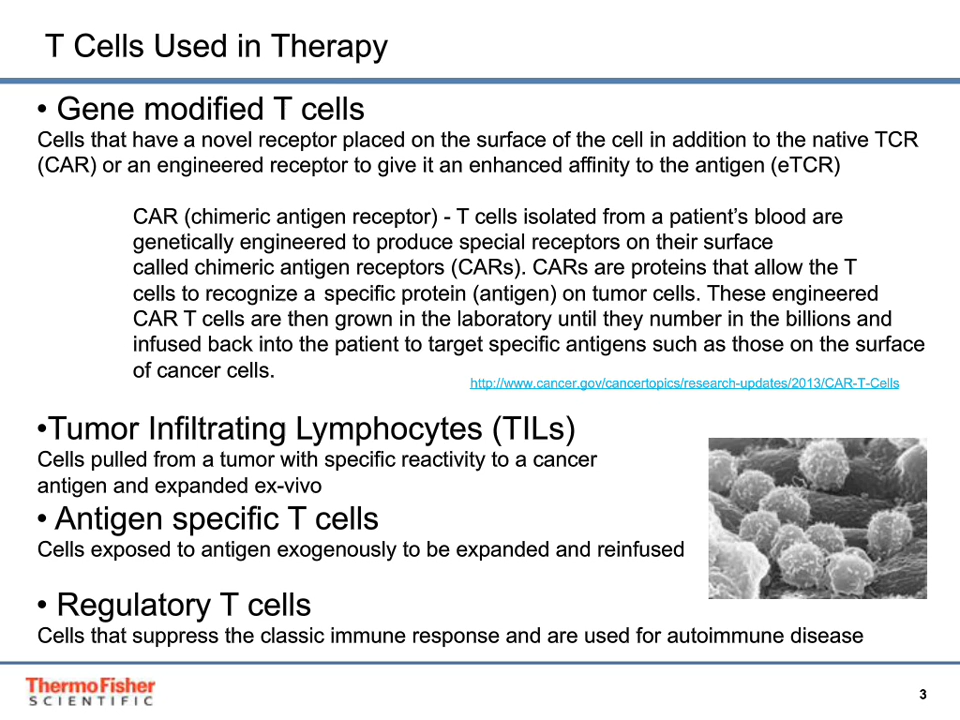 T Cells Used in Therapy
• Gene modified T cells
Cells that have a novel receptor placed on the surface of the cell in addition to the native TCR
(CAR) or an engineered receptor to give it an enhanced affinity to the antigen (eTCR)
CAR (chimeric antigen receptor) - T cells isolated from a patient’s blood are
genetically engineered to produce special receptors on their surface
called chimeric antigen receptors (CARs). CARs are proteins that allow the T
cells to recognize a specific protein (antigen) on tumor cells. These engineered
CAR T cells are then grown in the laboratory until they number in the billions and
infused back into the patient to target specific antigens such as those on the surface
of cancer cells.
http://www.cancer.gov/cancertopics/research-updates/2013/CAR-T-Cells
•Tumor Infiltrating Lymphocytes (TILs)
Cells pulled from a tumor with specific reactivity to a cancer
antigen and expanded ex-vivo
• Antigen specific T cells
Cells exposed to antigen exogenously to be expanded and reinfused
• Regulatory T cells
Cells that suppress the classic immune response and are used for autoimmune disease
ThermoFisher
SCIENTIFIC
3